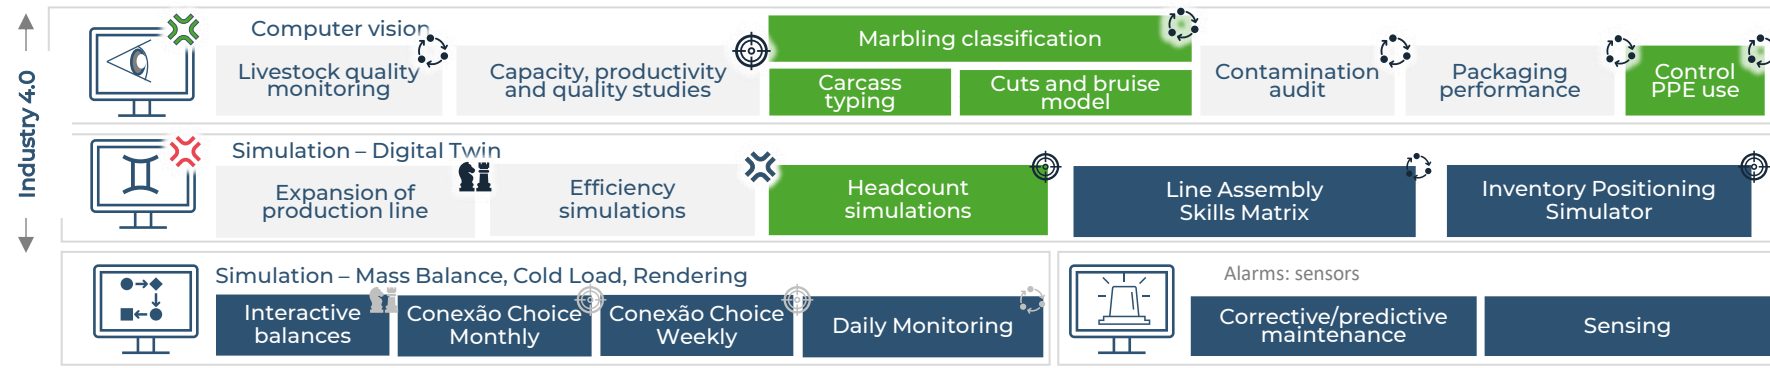 Industry 4.0
Computer vision
Livestock quality
monitoring
Capacity, productivity
and quality studies
Marbling classification
Carcass
typing
Cuts and bruise
model
Contamination
audit
Packaging
performance
Control
PPE use
Simulation – Digital Twin
Expansion of
production line
Efficiency
simulations
Headcount
simulations
Line Assembly
Skills Matrix
Inventory Positioning
Simulator
Simulation – Mass Balance, Cold Load, Rendering
Interactive
balances
Conexão Choice
Monthly
Conexão Choice
Weekly
Daily Monitoring
Alarms: sensors
Corrective/predictive
maintenance
Sensing